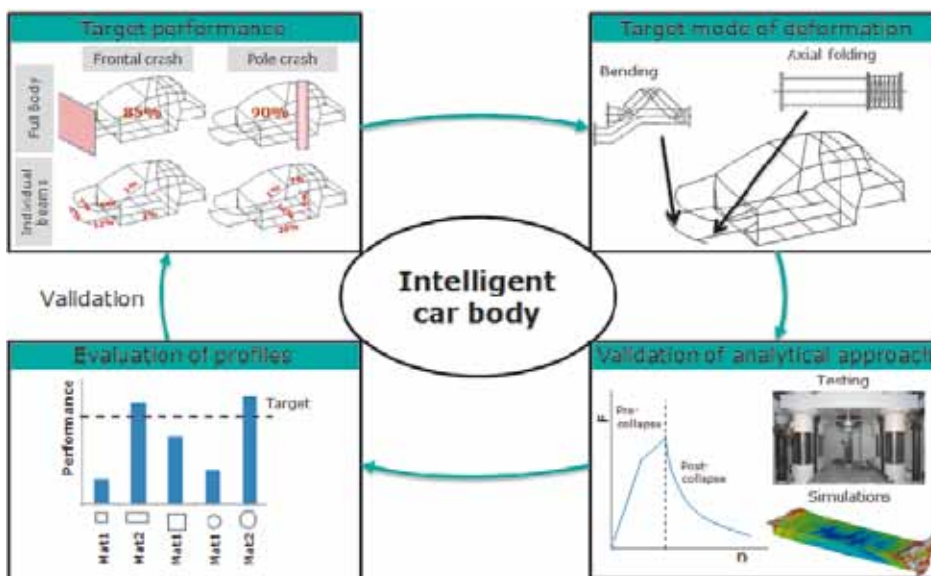 Target performance
Frontal crash
Pole crash
Full Body
85%
90%
Individual
beams
Target mode of deformation
Bending
Axial folding
Intelligent
car body
Validation
Evaluation of profiles
Performance
Target
Mat1
Mat2
Mat1
Mat1
Mat2
Validation of analytical approach
Testing
F
Pre-
collapse
Post-
collapse
Simulations
n